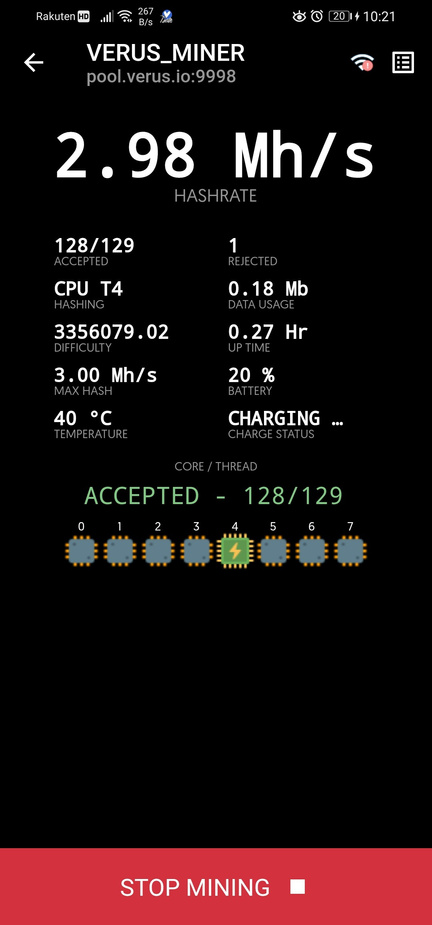 Rakuten HD 267 B/s 20 10:21
VERUS_MINER
pool.verus.io:9998
2.98 Mh/s
HASHRATE
128/129 1
ACCEPTED REJECTED
CPU T4 0.18 Mb
HASHING DATA USAGE
3356079.02 0.27 Hr
DIFFICULTY UP TIME
3.00 Mh/s 20 %
MAX HASH BATTERY
40 °C CHARGING …
TEMPERATURE CHARGE STATUS
CORE / THREAD
ACCEPTED - 128/129
0 1 2 3 4 5 6 7
STOP MINING